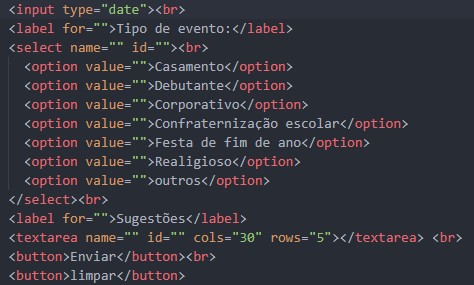 <input type="date"><br>
<label for="">Tipo de evento:</label>
<select name="" id=""><br>
<option value="">Casamento</option>
<option value="">Debutante</option>
<option value="">Corporativo</option>
<option value="">Confraternização escolar</option>
<option value="">Festa de fim de ano</option>
<option value="">Realigioso</option>
<option value="">outros</option>
</select><br>
<label for="">Sugestões</label>
<textarea name="" id="" cols="30" rows="5"></textarea> <br>
<button>Enviar</button><br>
<button>limpar</button>